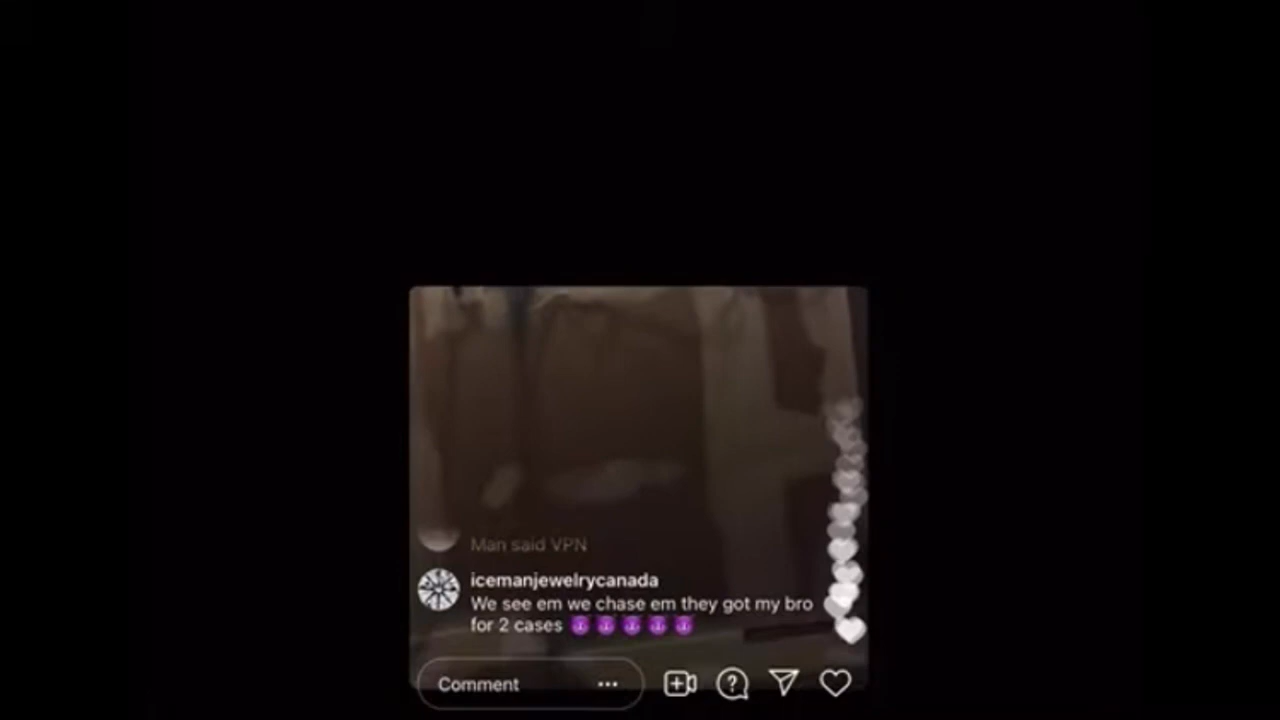 Man said VPN
icemanjewelrycanada
We see em we chase em they got my bro
for 2 cases 😈😈😈😈😈
Comment